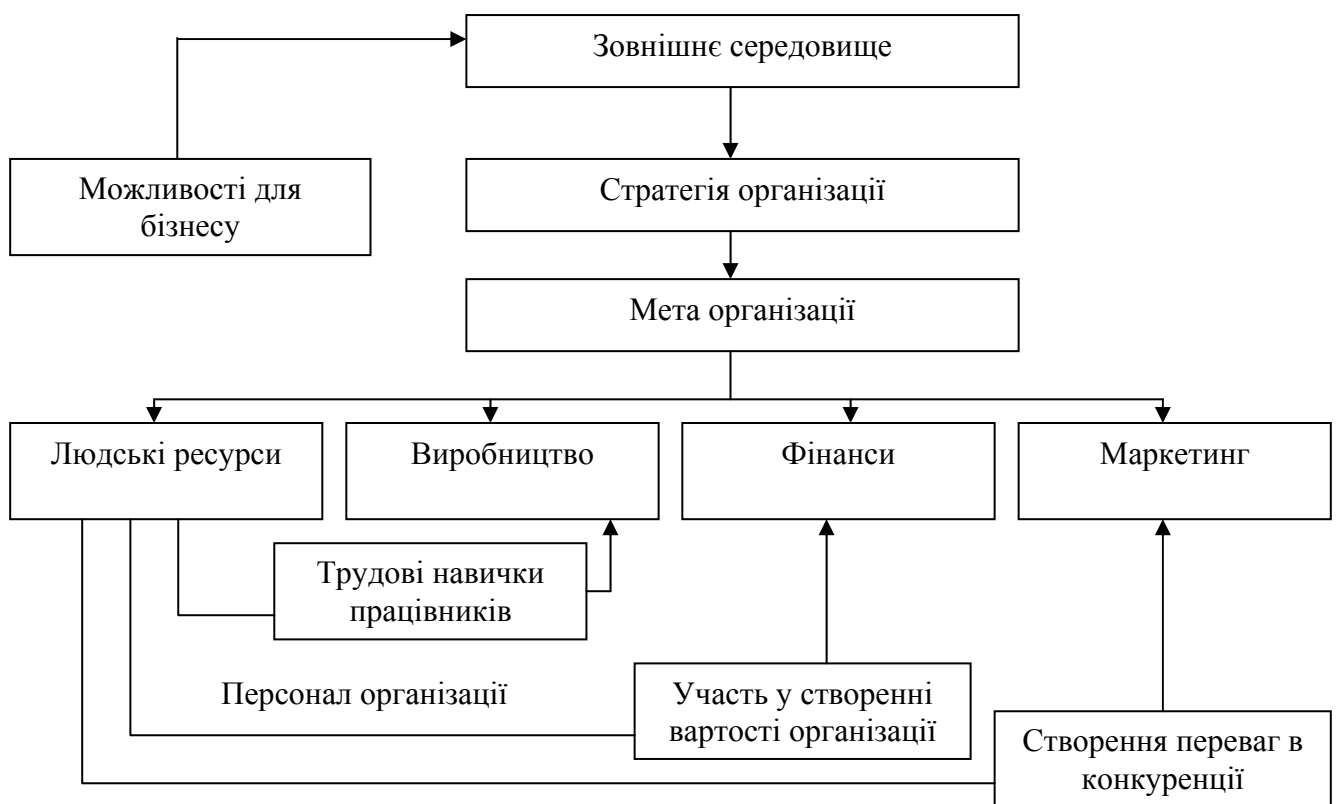 Зовнішнє середовище
Можливості для
бізнесу
Стратегія організації
Мета організації
Людські ресурси
Виробництво
Фінанси
Маркетинг
Трудові навички
працівників
Персонал організації
Участь у створенні
вартості організації
Створення переваг в
конкуренції